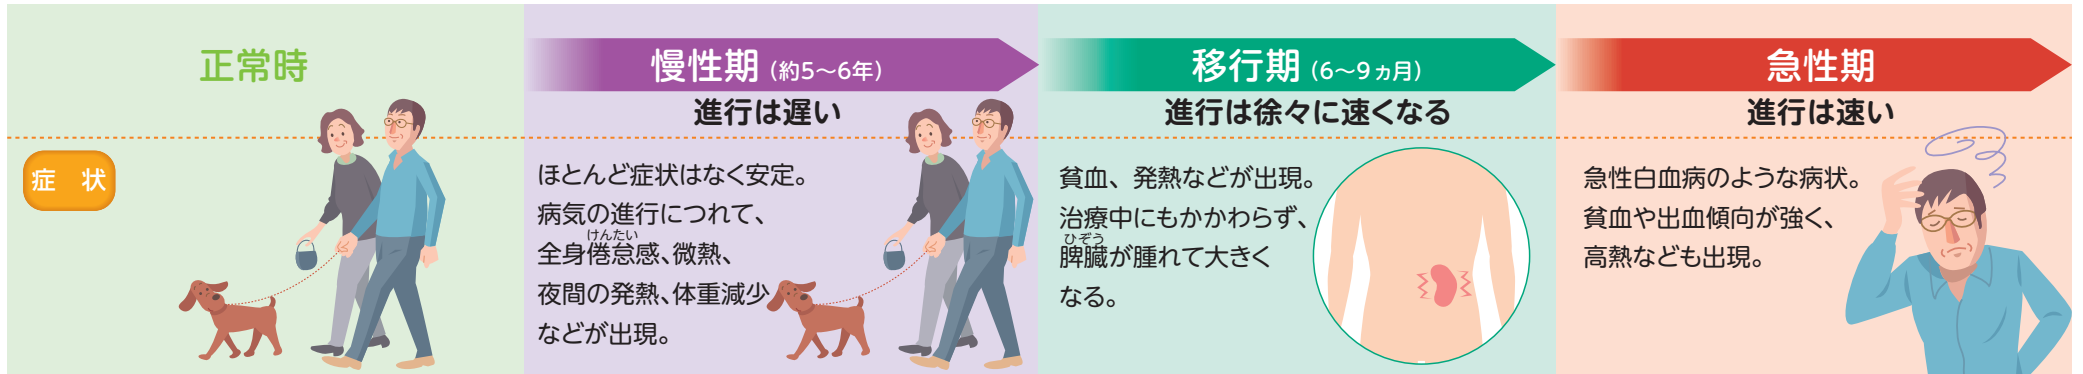 正常時
症 状
慢性期（約5〜6年）
進行は遅い
ほとんど症状はなく安定。
病気の進行につれて、
けんたい
全身倦怠感、微熱、
夜間の発熱、体重減少
などが出現。
移行期（6〜9ヵ月）
進行は徐々に速くなる
貧血、発熱などが出現。
治療中にもかかわらず、
ひぞう
脾臓が腫れて大きく
なる。
急性期
進行は速い
急性白血病のような病状。
貧血や出血傾向が強く、
高熱なども出現。